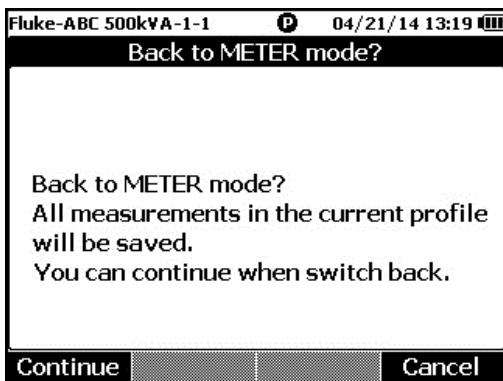 Fluke-ABC 500kVA-1-1 P 04/21/14 13:19
Back to METER mode?
Back to METER mode?
All measurements in the current profile
will be saved.
You can continue when switch back.
Continue Cancel